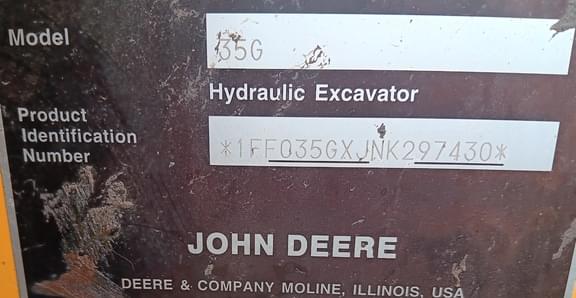 Model 35G
Hydraulic Excavator
Product
Identification
Number
*1FF035GXJNK297430*
JOHN DEERE
DEERE & COMPANY MOLINE, ILLINOIS, USA